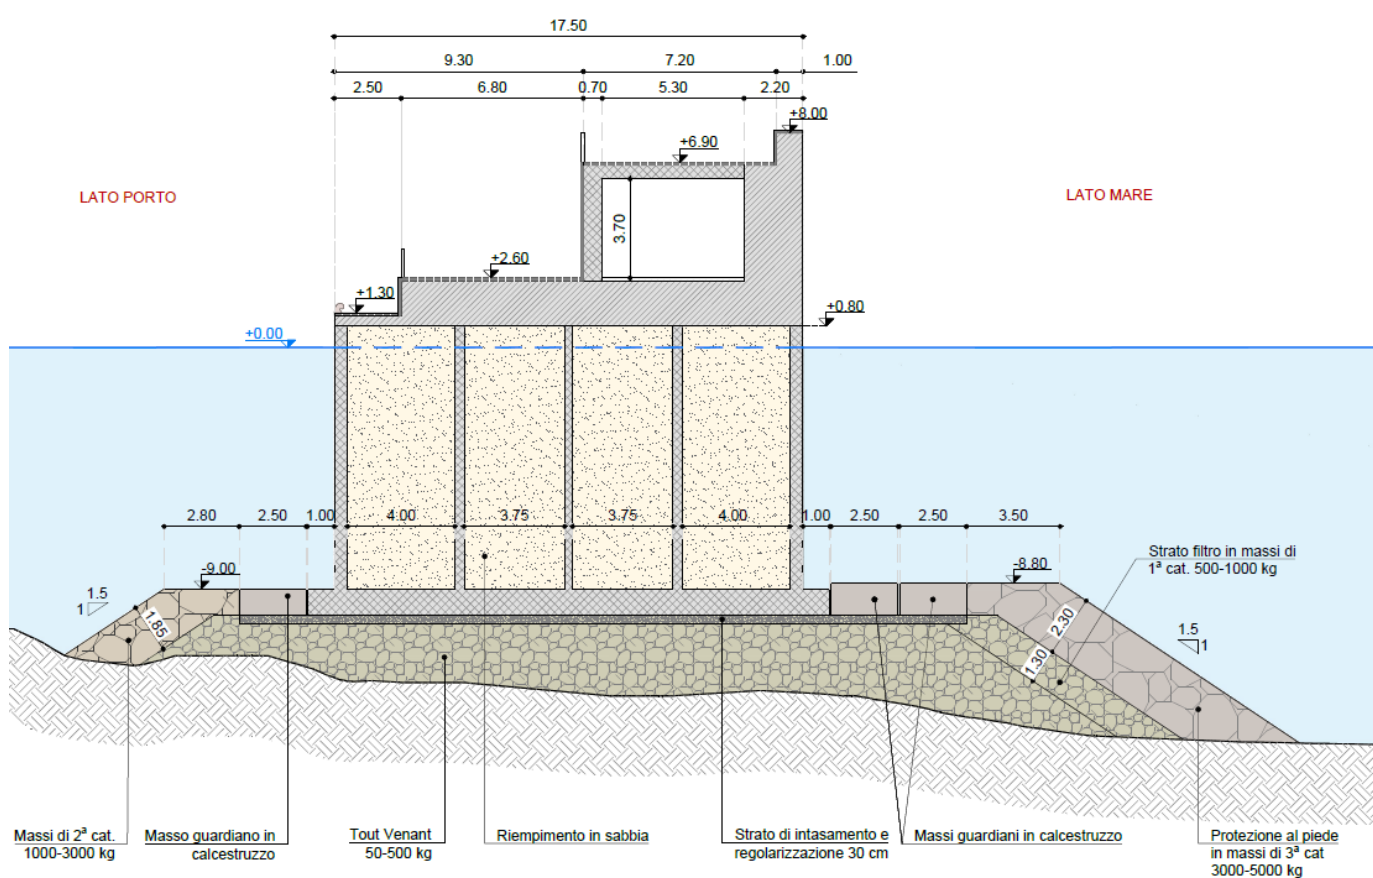 17.50
9.30 7.20 1.00
2.50 6.80 0.70 5.30 2.20
+8.00
+6.90
LATO PORTO
LATO MARE
3.70
+2.60
+1.30
+0.80
+0.00
2.80 2.50 1.00 4.00 3.75 3.75 4.00 1.00 2.50 2.50 3.50
Strato filtro in massi di
1ª cat. 500-1000 kg
-9.00
-8.80
1.5
1
1.85
2.30
1.30
1.5
1
Massi di 2ª cat.
1000-3000 kg
Masso guardiano in
calcestruzzo
Tout Venant
50-500 kg
Riempimento in sabbia
Strato di intasamento e
regolarizzazione 30 cm
Massi guardiani in calcestruzzo
Protezione al piede
in massi di 3ª cat
3000-5000 kg